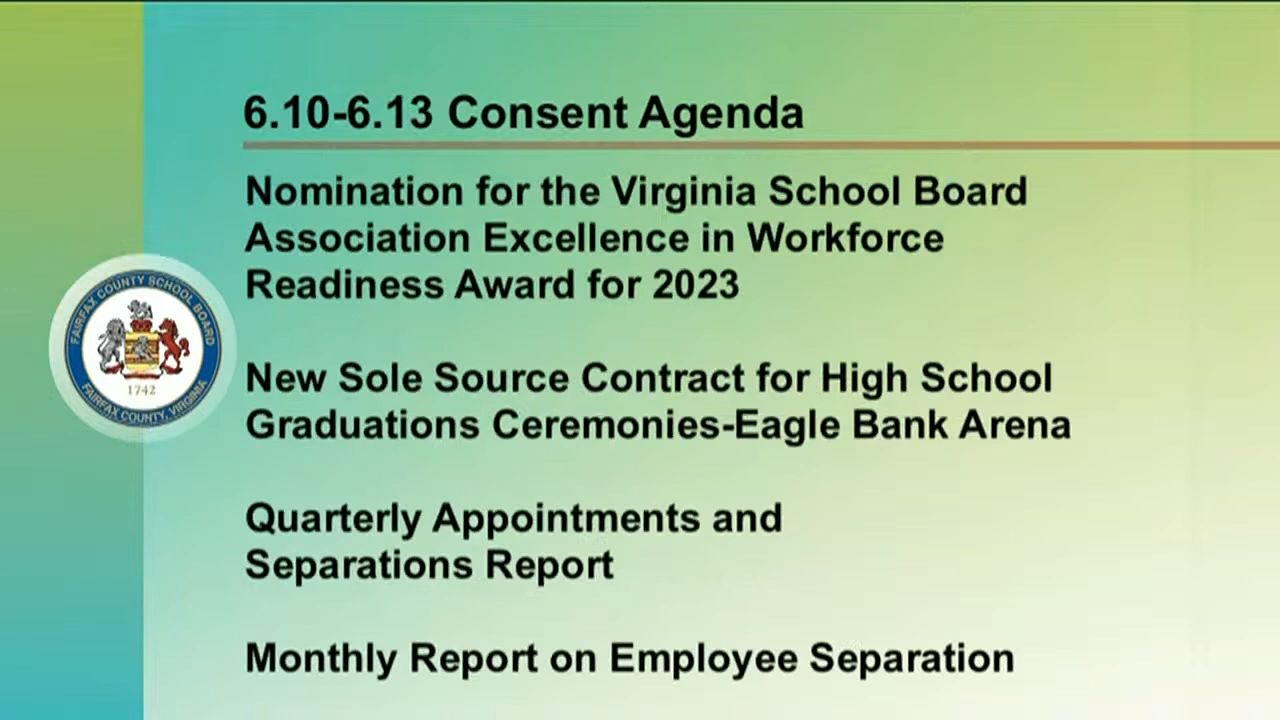 6.10-6.13 Consent Agenda
Nomination for the Virginia School Board
Association Excellence in Workforce
Readiness Award for 2023
FAIRFAX COUNTY SCHOOL BOARD
1742
FAIRFAX COUNTY, VIRGINIA
New Sole Source Contract for High School
Graduations Ceremonies-Eagle Bank Arena
Quarterly Appointments and
Separations Report
Monthly Report on Employee Separation